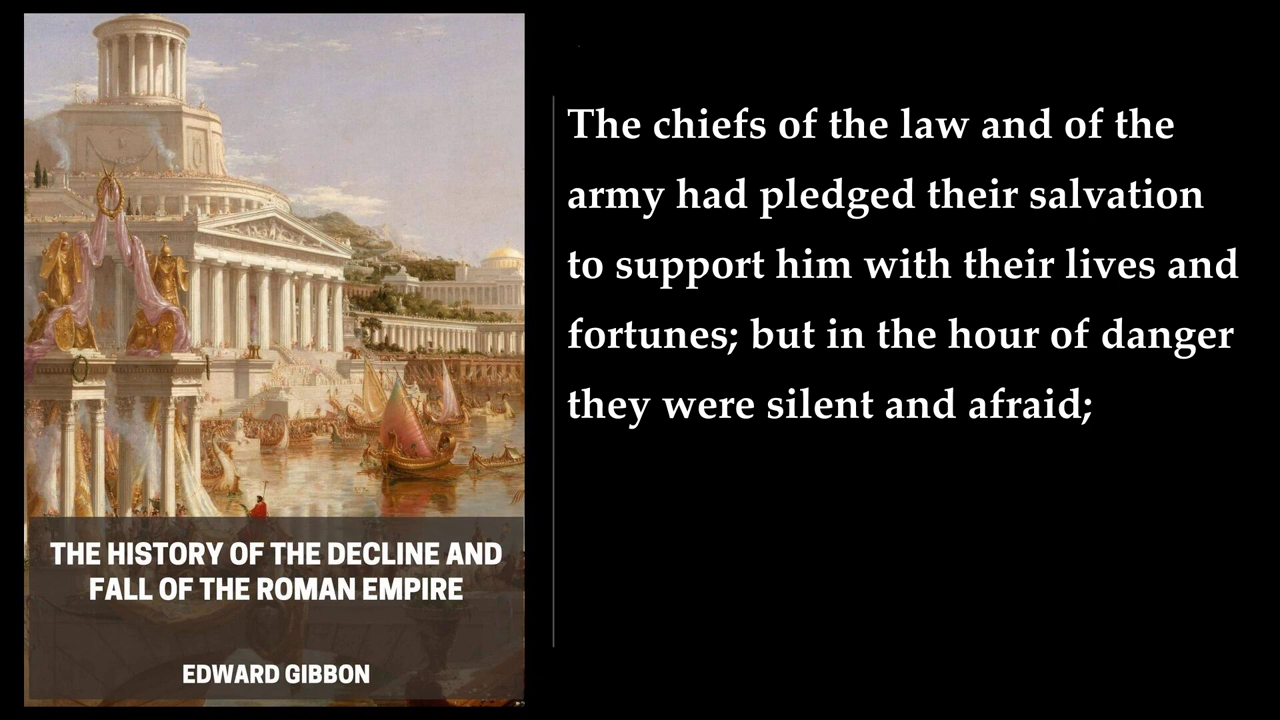 THE HISTORY OF THE DECLINE AND
FALL OF THE ROMAN EMPIRE
EDWARD GIBBON
The chiefs of the law and of the
army had pledged their salvation
to support him with their lives and
fortunes; but in the hour of danger
they were silent and afraid;